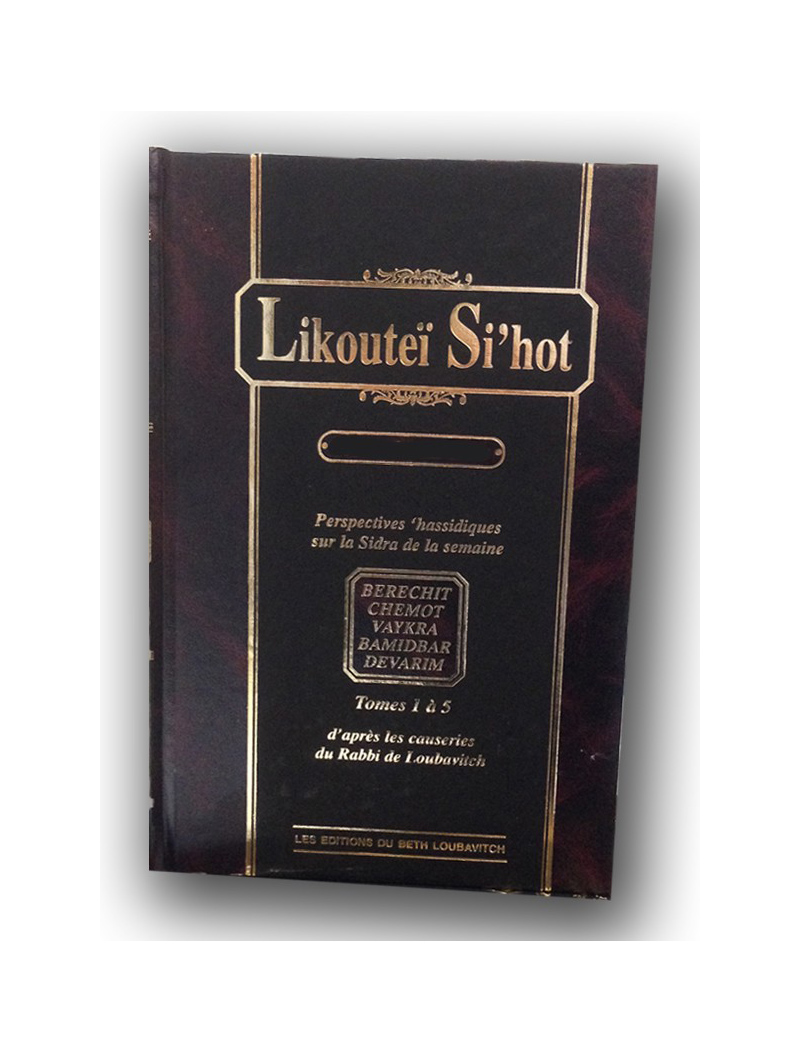 Likouteï Si'hot
Perspectives 'hassidiques
sur la Sidra de la semaine
BERECHIT
CHEMOT
VAYKRA
BAMIDBAR
DEVARIM
Tomes 1 à 5
d'après les causeries
du Rabbi de Loubavitch
LES EDITIONS DU BETH LOUBAVITCH